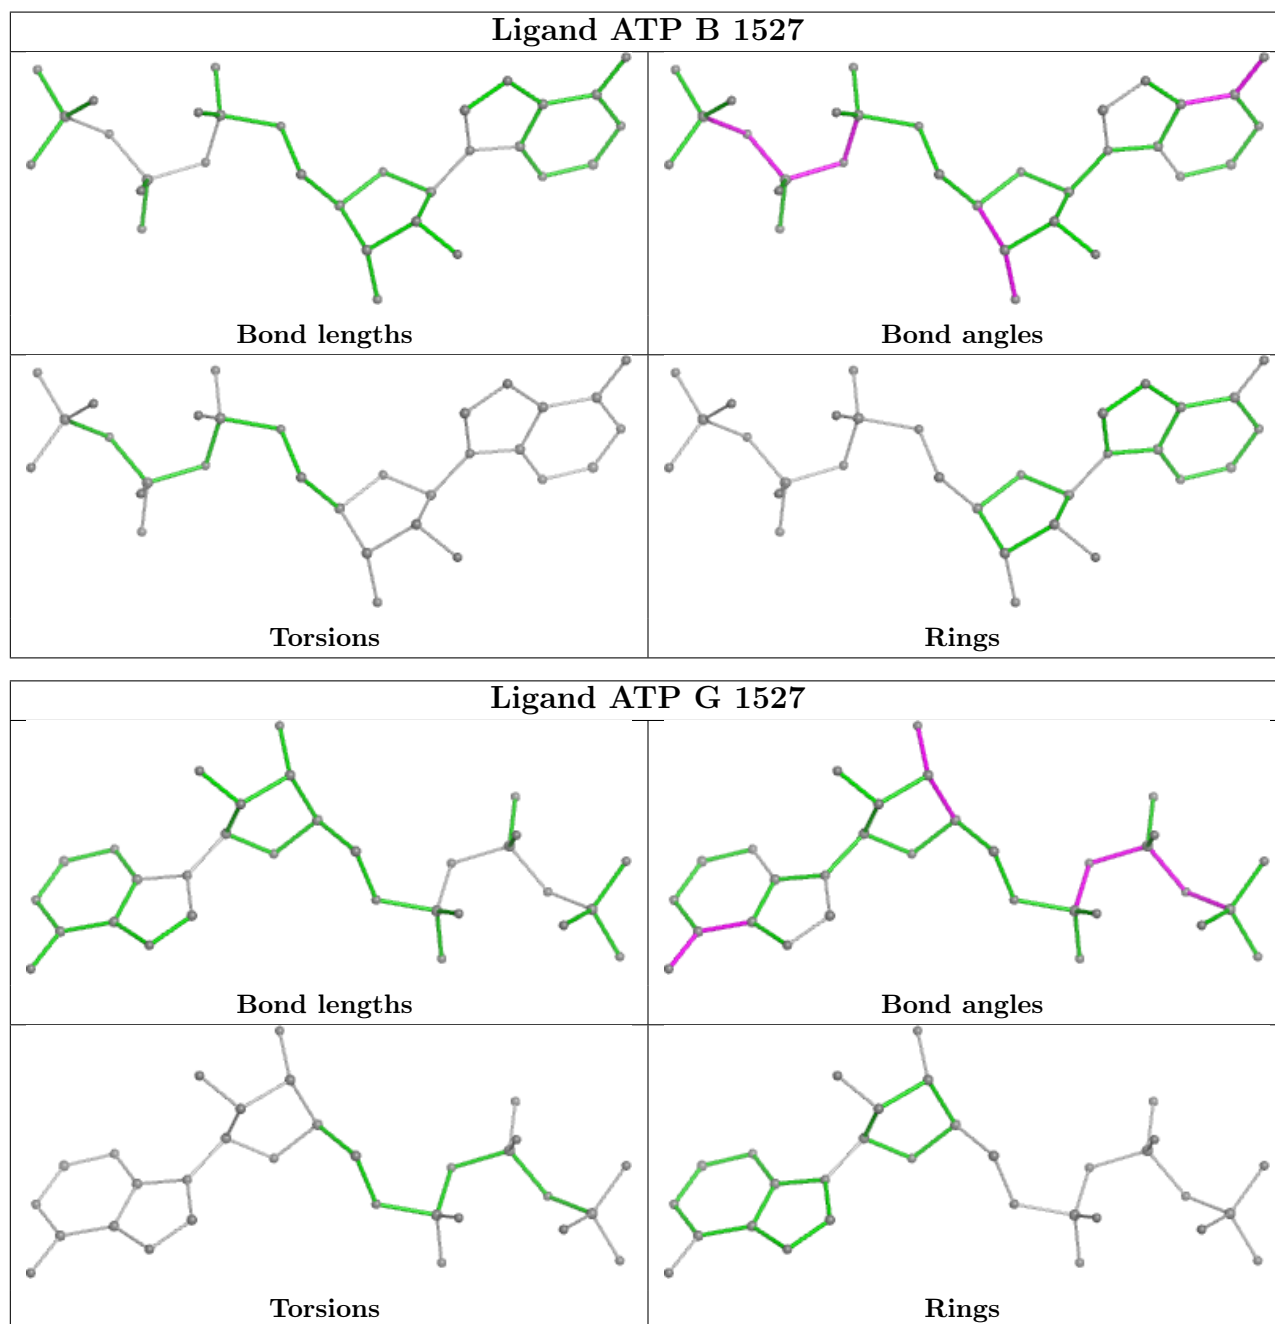 Ligand ATP B 1527
Bond lengths
Bond angles
Torsions
Rings
Ligand ATP G 1527
Bond lengths
Bond angles
Torsions
Rings